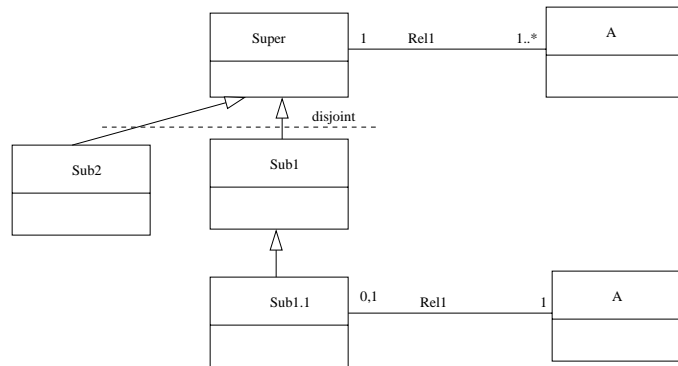 Super
1
Rel1
1..*
A
disjoint
Sub2
Sub1
Sub1.1
0,1
Rel1
1
A